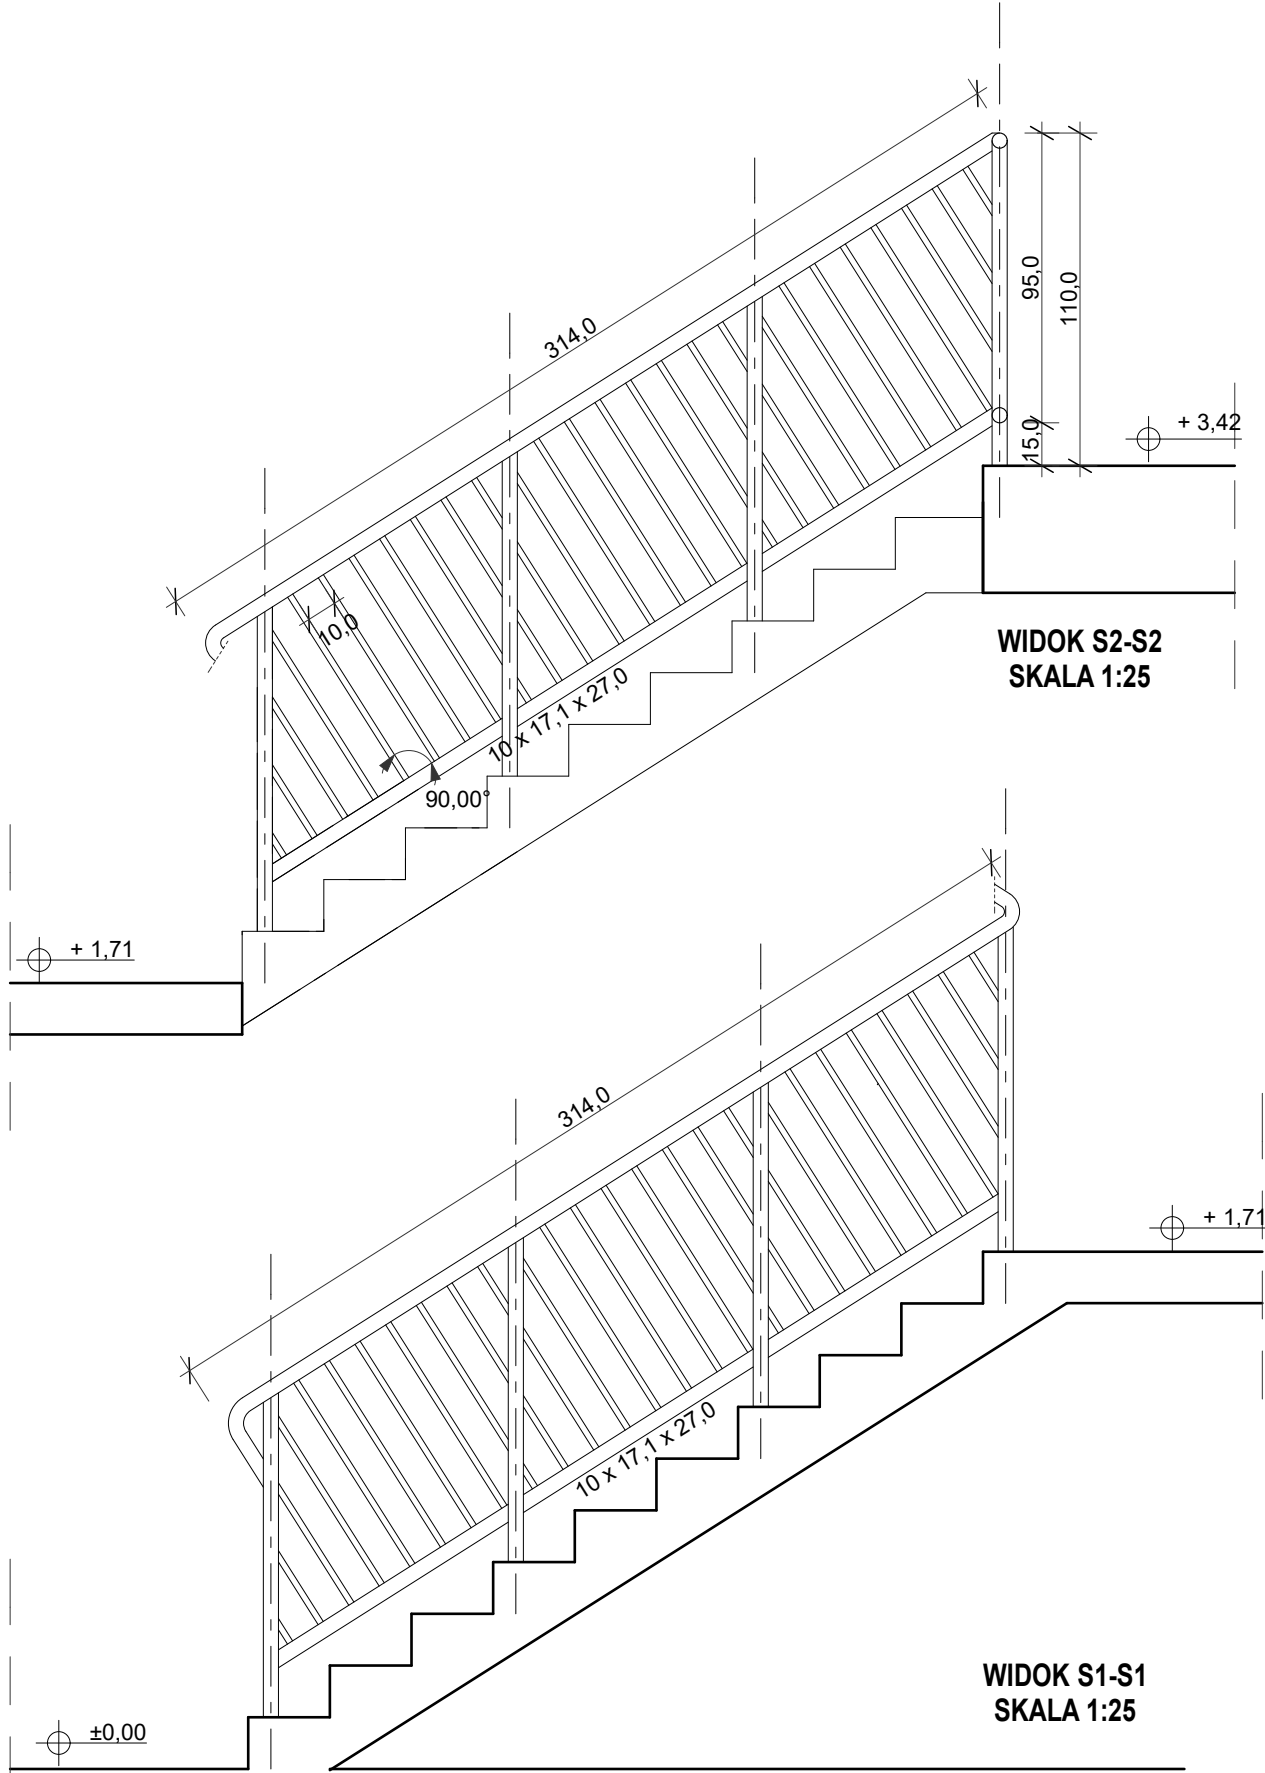 314,0
95,0
110,0
15,0
+ 3,42
10,0
WIDOK S2-S2
SKALA 1:25
10 x 17,1 x 27,0
90,00°
+ 1,71
314,0
+ 1,71
10 x 17,1 x 27,0
WIDOK S1-S1
SKALA 1:25
±0,00